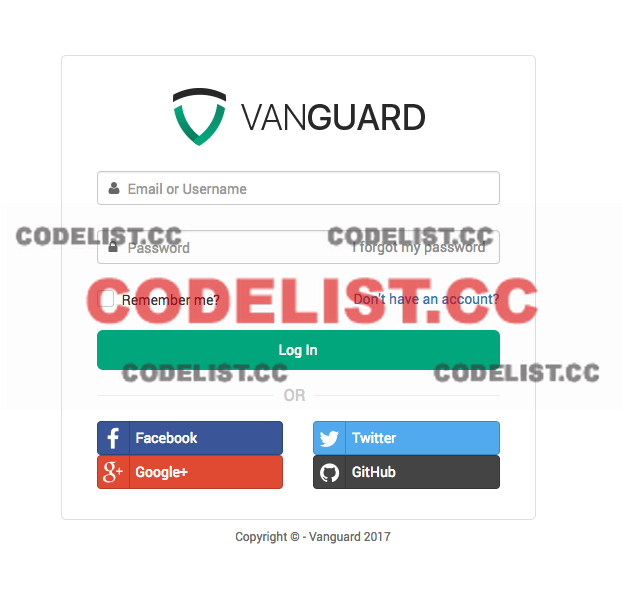 VANGUARD
Email or Username
CODELIST.CC CODELIST.CC
Password I forgot my password
CODELIST.CC
Remember me? Don't have an account?
Log In
CODELIST.CC CODELIST.CC
OR
Facebook Twitter
Google+ GitHub
Copyright © - Vanguard 2017